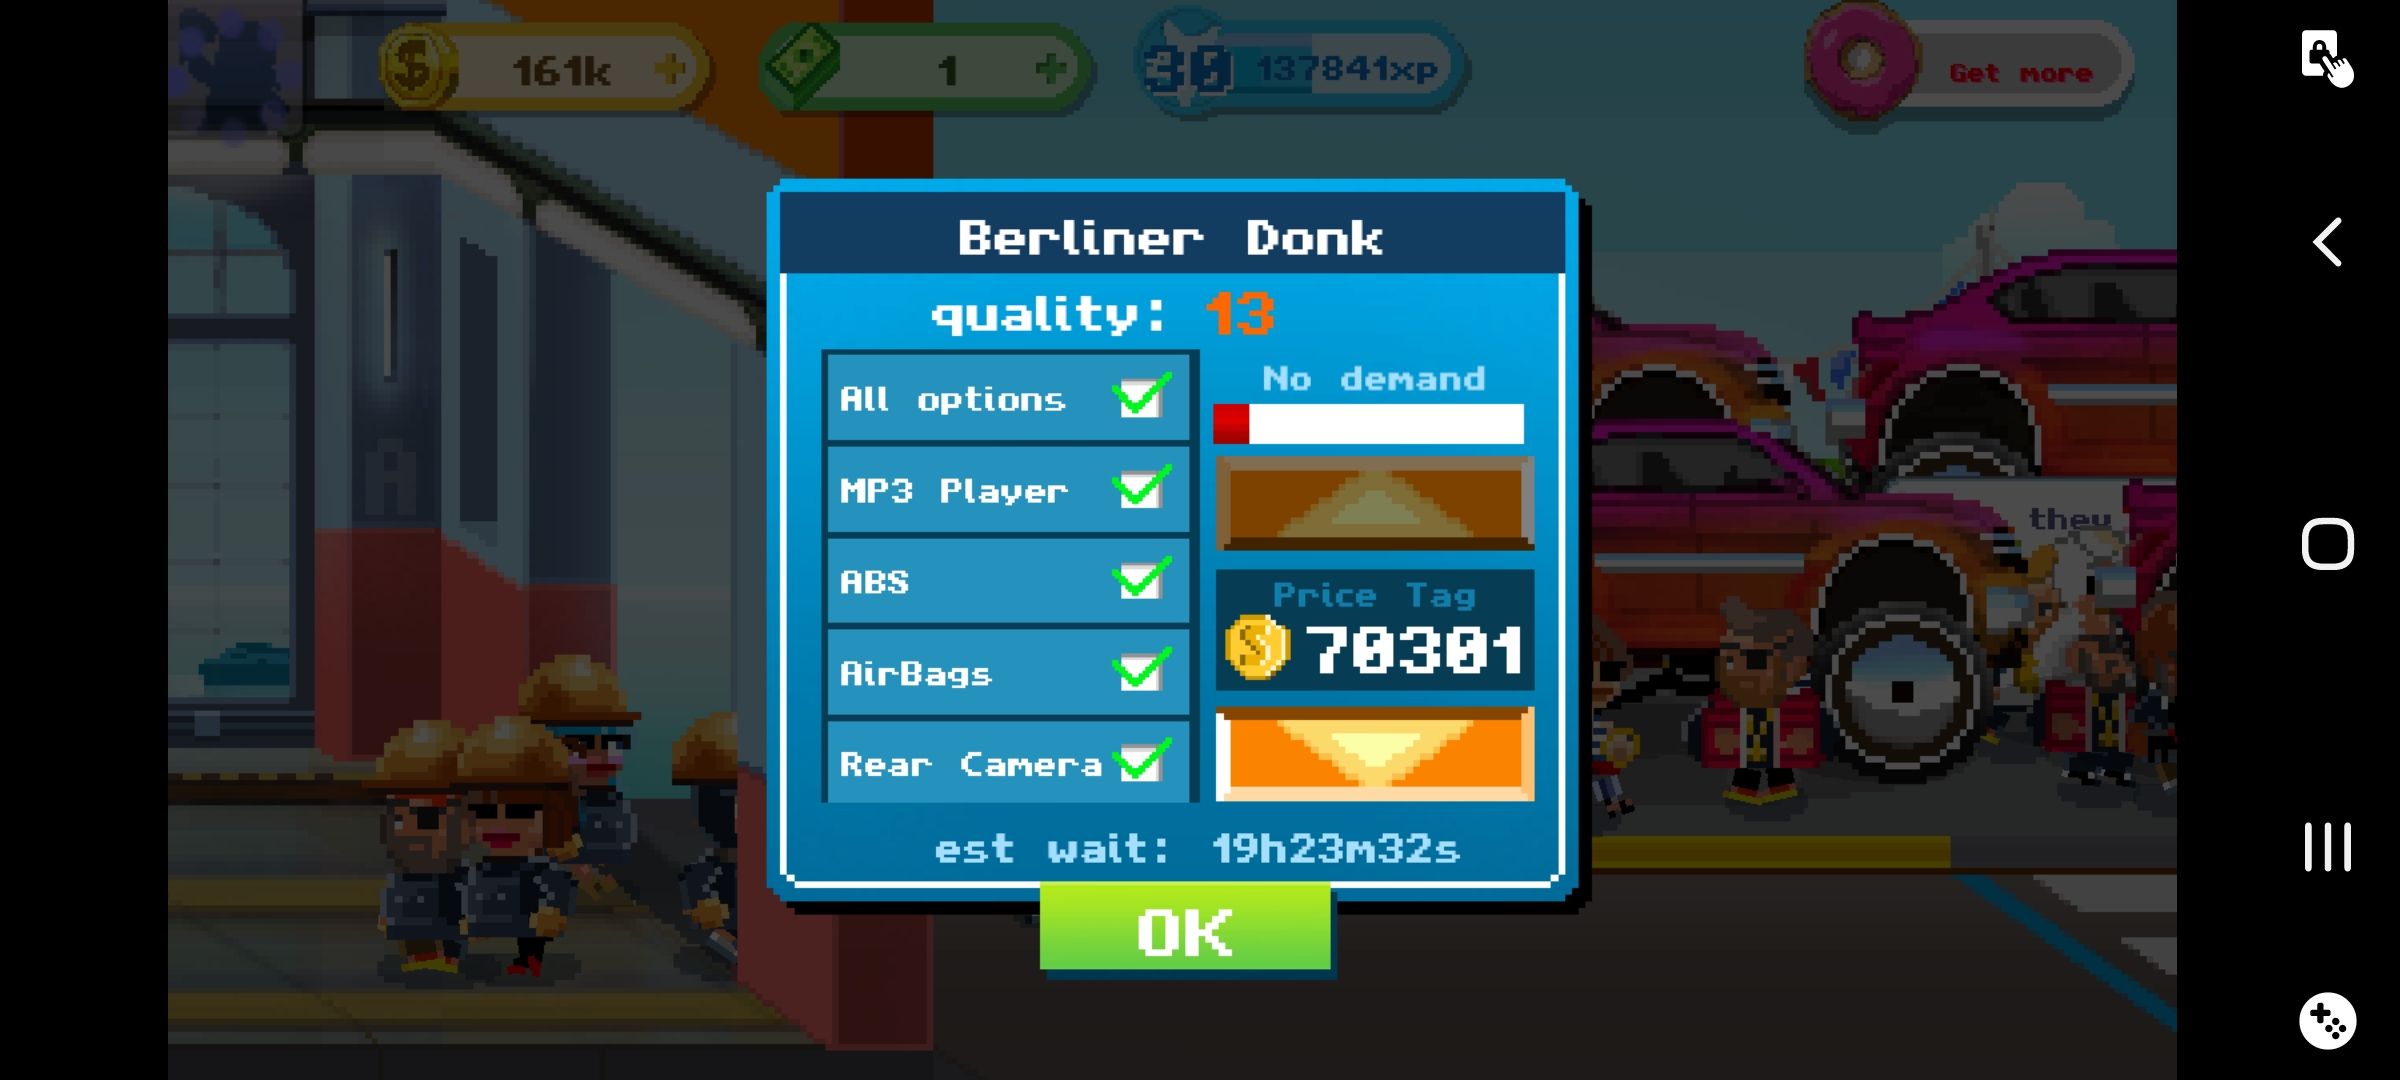 161k
1
30
137841xp
Get more
Berliner Donk
quality: 13
All options
MP3 Player
ABS
AirBags
Rear Camera
No demand
Price Tag
70301
est wait: 19h23m32s
OK
they
A